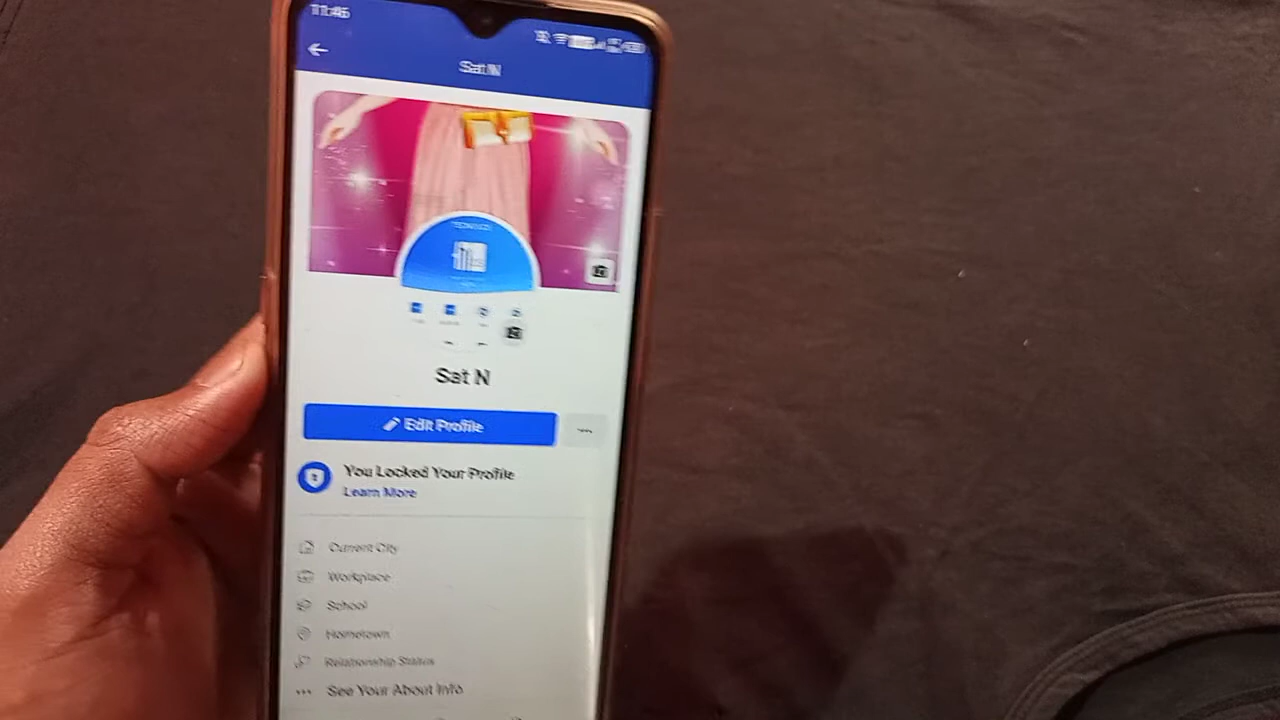 11:46
Sat N
Sat N
Edit Profile
You Locked Your Profile
Learn More
Current City
Workplace
School
Hometown
Relationship Status
See Your About Info